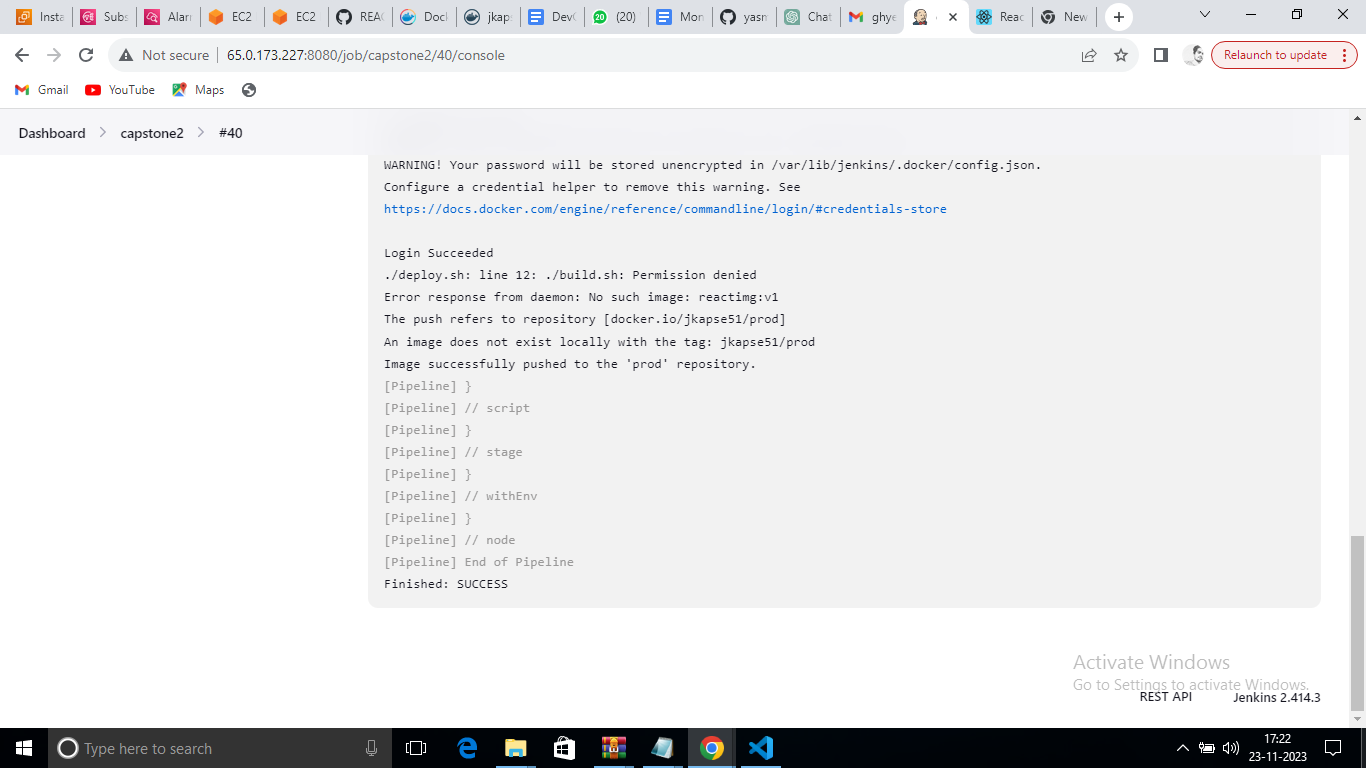 Insta
Subs
Alarr
EC2
EC2
REAC
Dock
jkaps
DevO
(20)
Mon
yasm
Chat
ghye
Reac
New
Not secure
65.0.173.227:8080/job/capstone2/40/console
Relaunch to update
Gmail
YouTube
Maps
Dashboard
capstone2
#40
WARNING! Your password will be stored unencrypted in /var/lib/jenkins/.docker/config.json.
Configure a credential helper to remove this warning. See
https://docs.docker.com/engine/reference/commandline/login/#credentials-store
Login Succeeded
./deploy.sh: line 12: ./build.sh: Permission denied
Error response from daemon: No such image: reactimg:v1
The push refers to repository [docker.io/jkapse51/prod]
An image does not exist locally with the tag: jkapse51/prod
Image successfully pushed to the 'prod' repository.
[Pipeline] }
[Pipeline] // script
[Pipeline] }
[Pipeline] // stage
[Pipeline] }
[Pipeline] // withEnv
[Pipeline] }
[Pipeline] // node
[Pipeline] End of Pipeline
Finished: SUCCESS
Activate Windows
Go to Settings to activate Windows.
REST API
Jenkins 2.414.3
Type here to search
17:22
23-11-2023